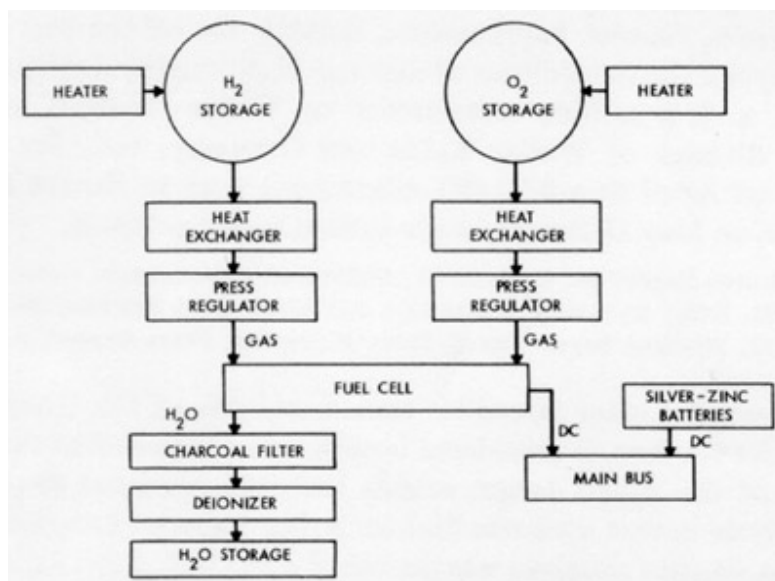 HEATER
H2
STORAGE
O2
STORAGE
HEATER
HEAT
EXCHANGER
HEAT
EXCHANGER
PRESS
REGULATOR
PRESS
REGULATOR
GAS
GAS
FUEL CELL
SILVER-ZINC
BATTERIES
H2O
DC
DC
CHARCOAL FILTER
MAIN BUS
DEIONIZER
H2O STORAGE